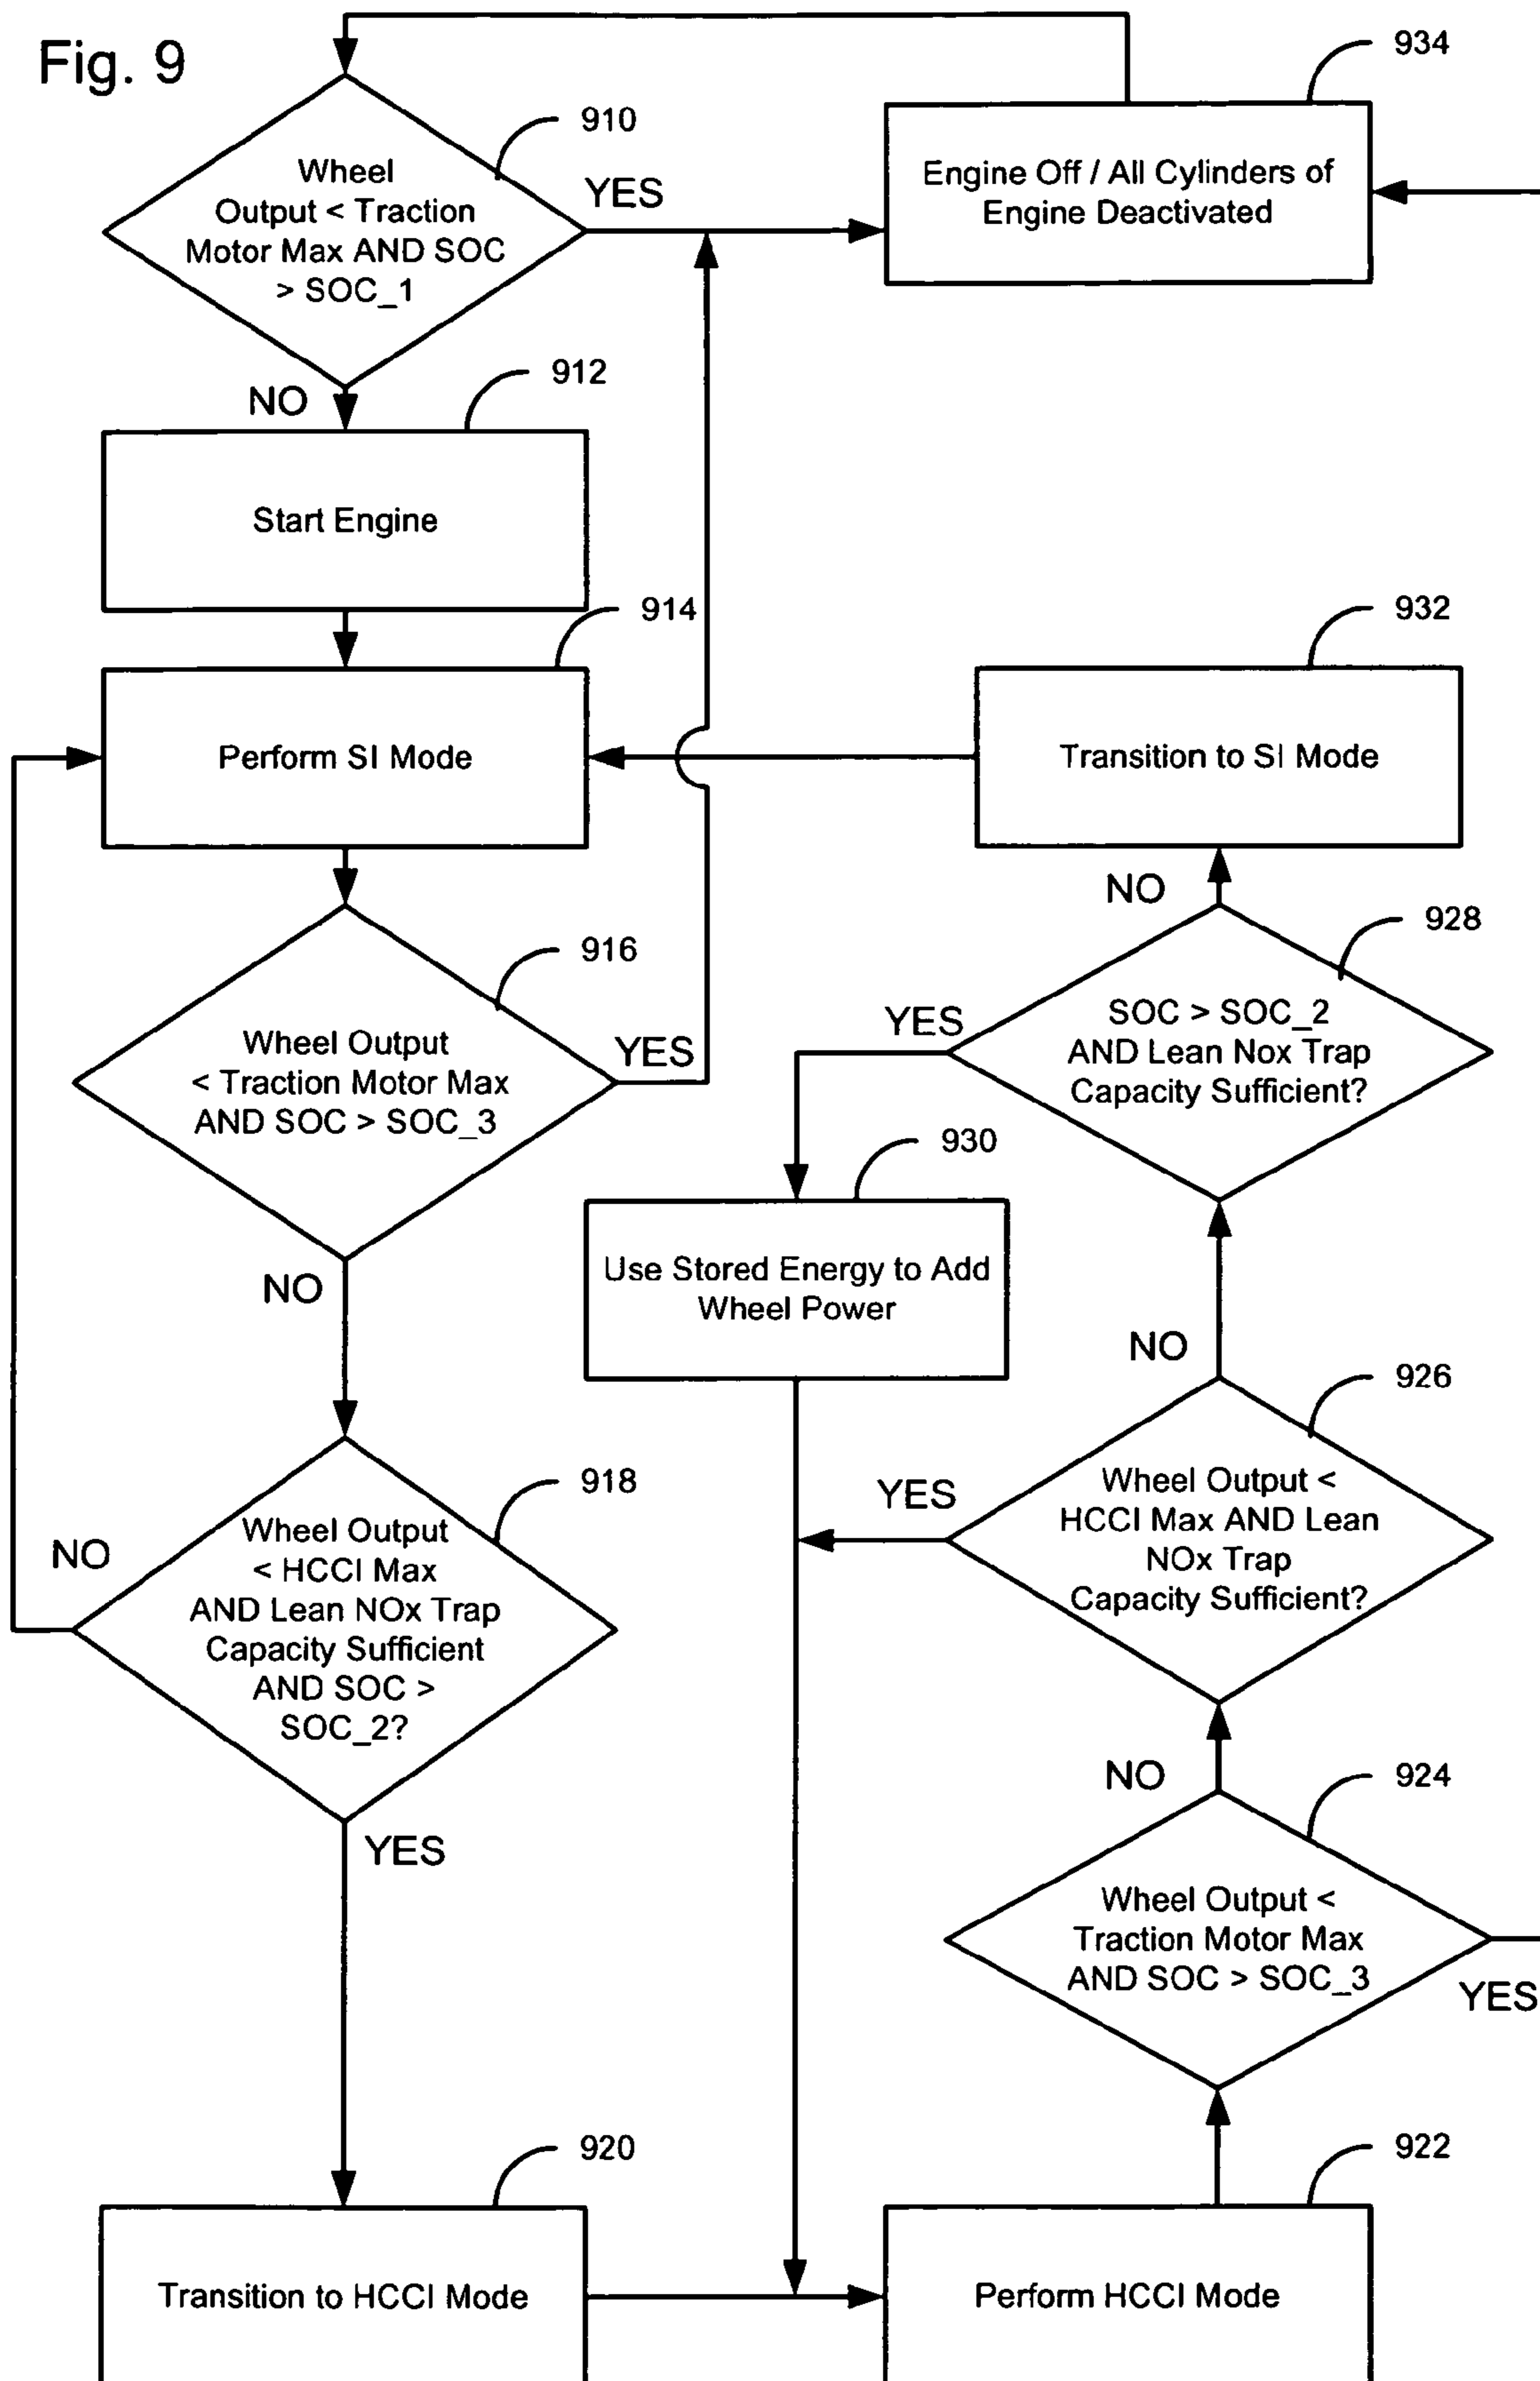 Fig. 9
934
910
Wheel
Output < Traction
Motor Max AND SOC
> SOC_1
YES
Engine Off / All Cylinders of
Engine Deactivated
NO
912
Start Engine
914
932
Perform SI Mode
Transition to SI Mode
NO
928
916
SOC > SOC_2
AND Lean Nox Trap
Capacity Sufficient?
YES
Wheel Output
< Traction Motor Max
AND SOC > SOC_3
YES
930
Use Stored Energy to Add
Wheel Power
NO
NO
926
918
Wheel Output <
HCCI Max AND Lean
NOx Trap
Capacity Sufficient?
YES
Wheel Output
< HCCI Max
AND Lean NOx Trap
Capacity Sufficient
AND SOC >
SOC_2?
NO
NO
924
YES
Wheel Output <
Traction Motor Max
AND SOC > SOC_3
YES
920
922
Transition to HCCI Mode
Perform HCCI Mode